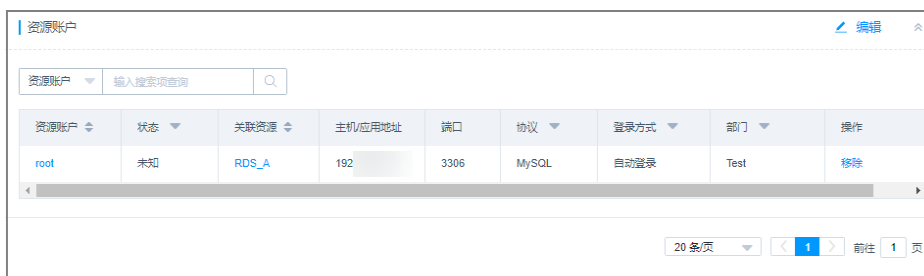 资源账户 编辑
资源账户 输入搜索项查询
资源账户 状态 关联资源 主机/应用地址 端口 协议 登录方式 部门 操作
root 未知 RDS_A 192 3306 MySQL 自动登录 Test 移除
20 条/页 1 前往 1 页